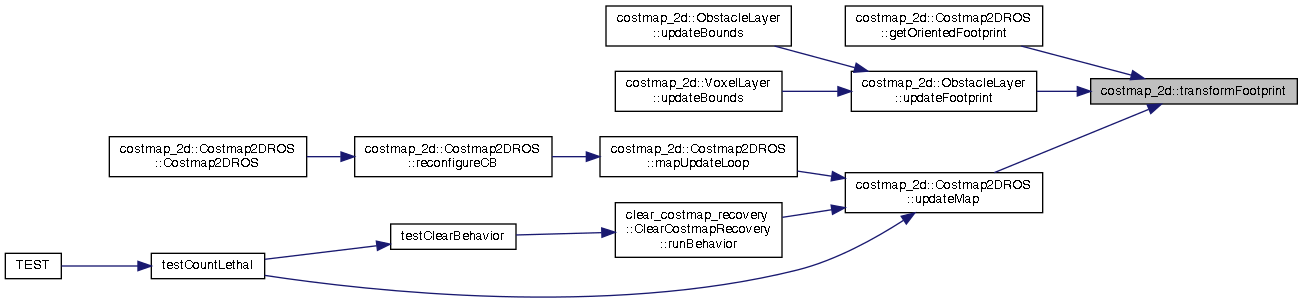 costmap_2d::ObstacleLayer
::updateBounds
costmap_2d::Costmap2DROS
::getOrientedFootprint
costmap_2d::VoxelLayer
::updateBounds
costmap_2d::ObstacleLayer
::updateFootprint
costmap_2d::transformFootprint
costmap_2d::Costmap2DROS
::Costmap2DROS
costmap_2d::Costmap2DROS
::reconfigureCB
costmap_2d::Costmap2DROS
::mapUpdateLoop
costmap_2d::Costmap2DROS
::updateMap
clear_costmap_recovery
::ClearCostmapRecovery
::runBehavior
testClearBehavior
TEST
testCountLethal